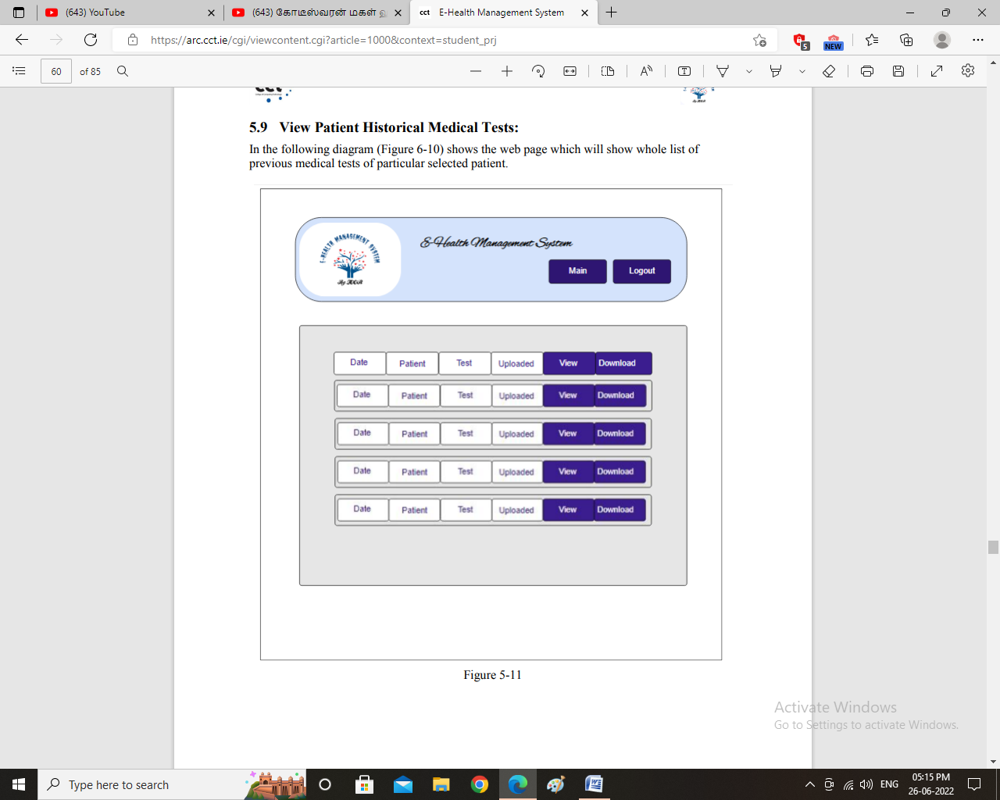 (643) YouTube
(643) கோடீஸ்வரன் மகள்
cct E-Health Management System
https://arc.cct.ie/cgi/viewcontent.cgi?article=1000&context=student_prj
5
NEW
60 of 85
cct
By
5.9 View Patient Historical Medical Tests:
In the following diagram (Figure 6-10) shows the web page which will show whole list of
previous medical tests of particular selected patient.
E-HEALTH MANAGEMENT SYSTEM
By
E-Health Management System
Main Logout
Date Patient Test Uploaded View Download
Date Patient Test Uploaded View Download
Date Patient Test Uploaded View Download
Date Patient Test Uploaded View Download
Date Patient Test Uploaded View Download
Figure 5-11
Activate Windows
Go to Settings to activate Windows.
Type here to search
ENG
05:15 PM
26-06-2022